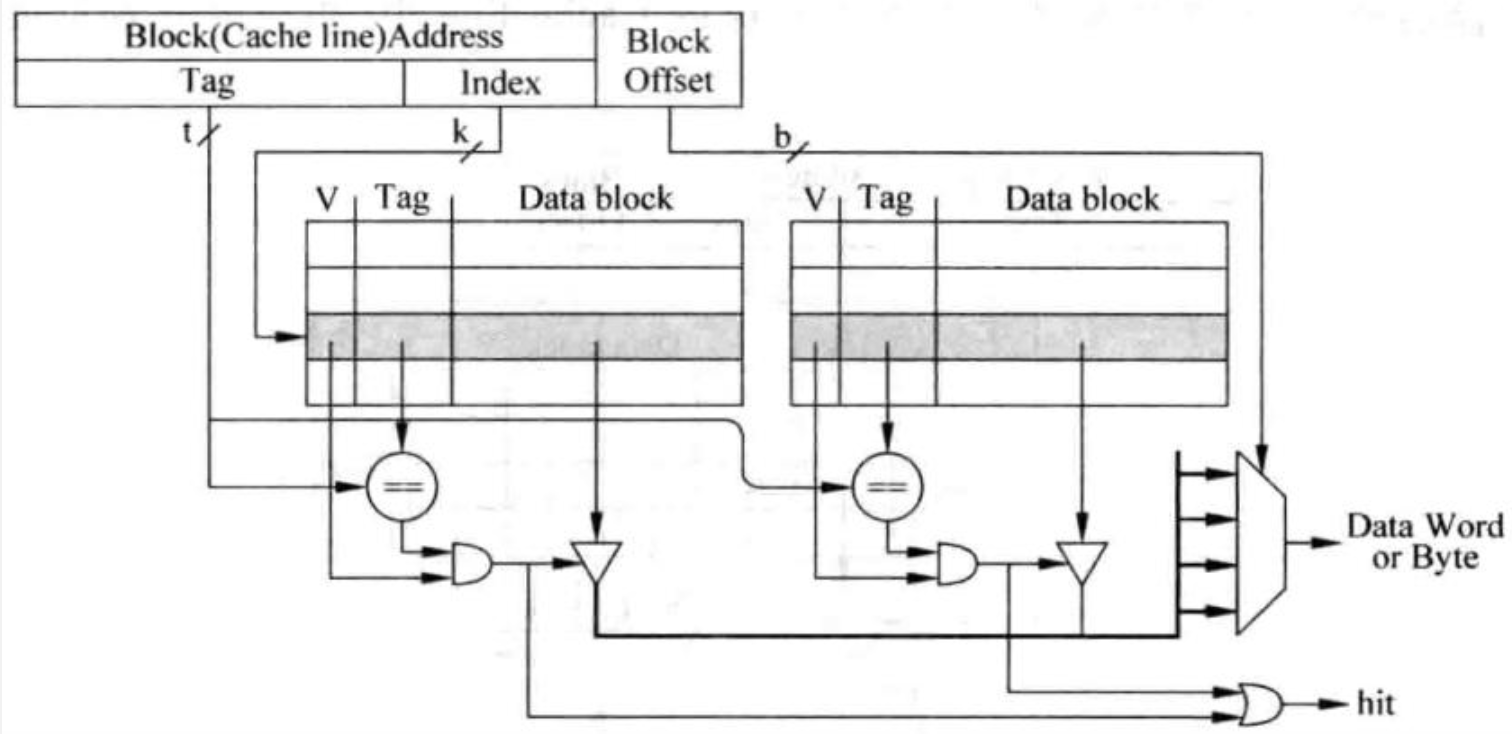 Block(Cache line)Address
Block
Offset
Tag
Index
t
k
b
V
Tag
Data block
V
Tag
Data block
==
==
Data Word
or Byte
hit